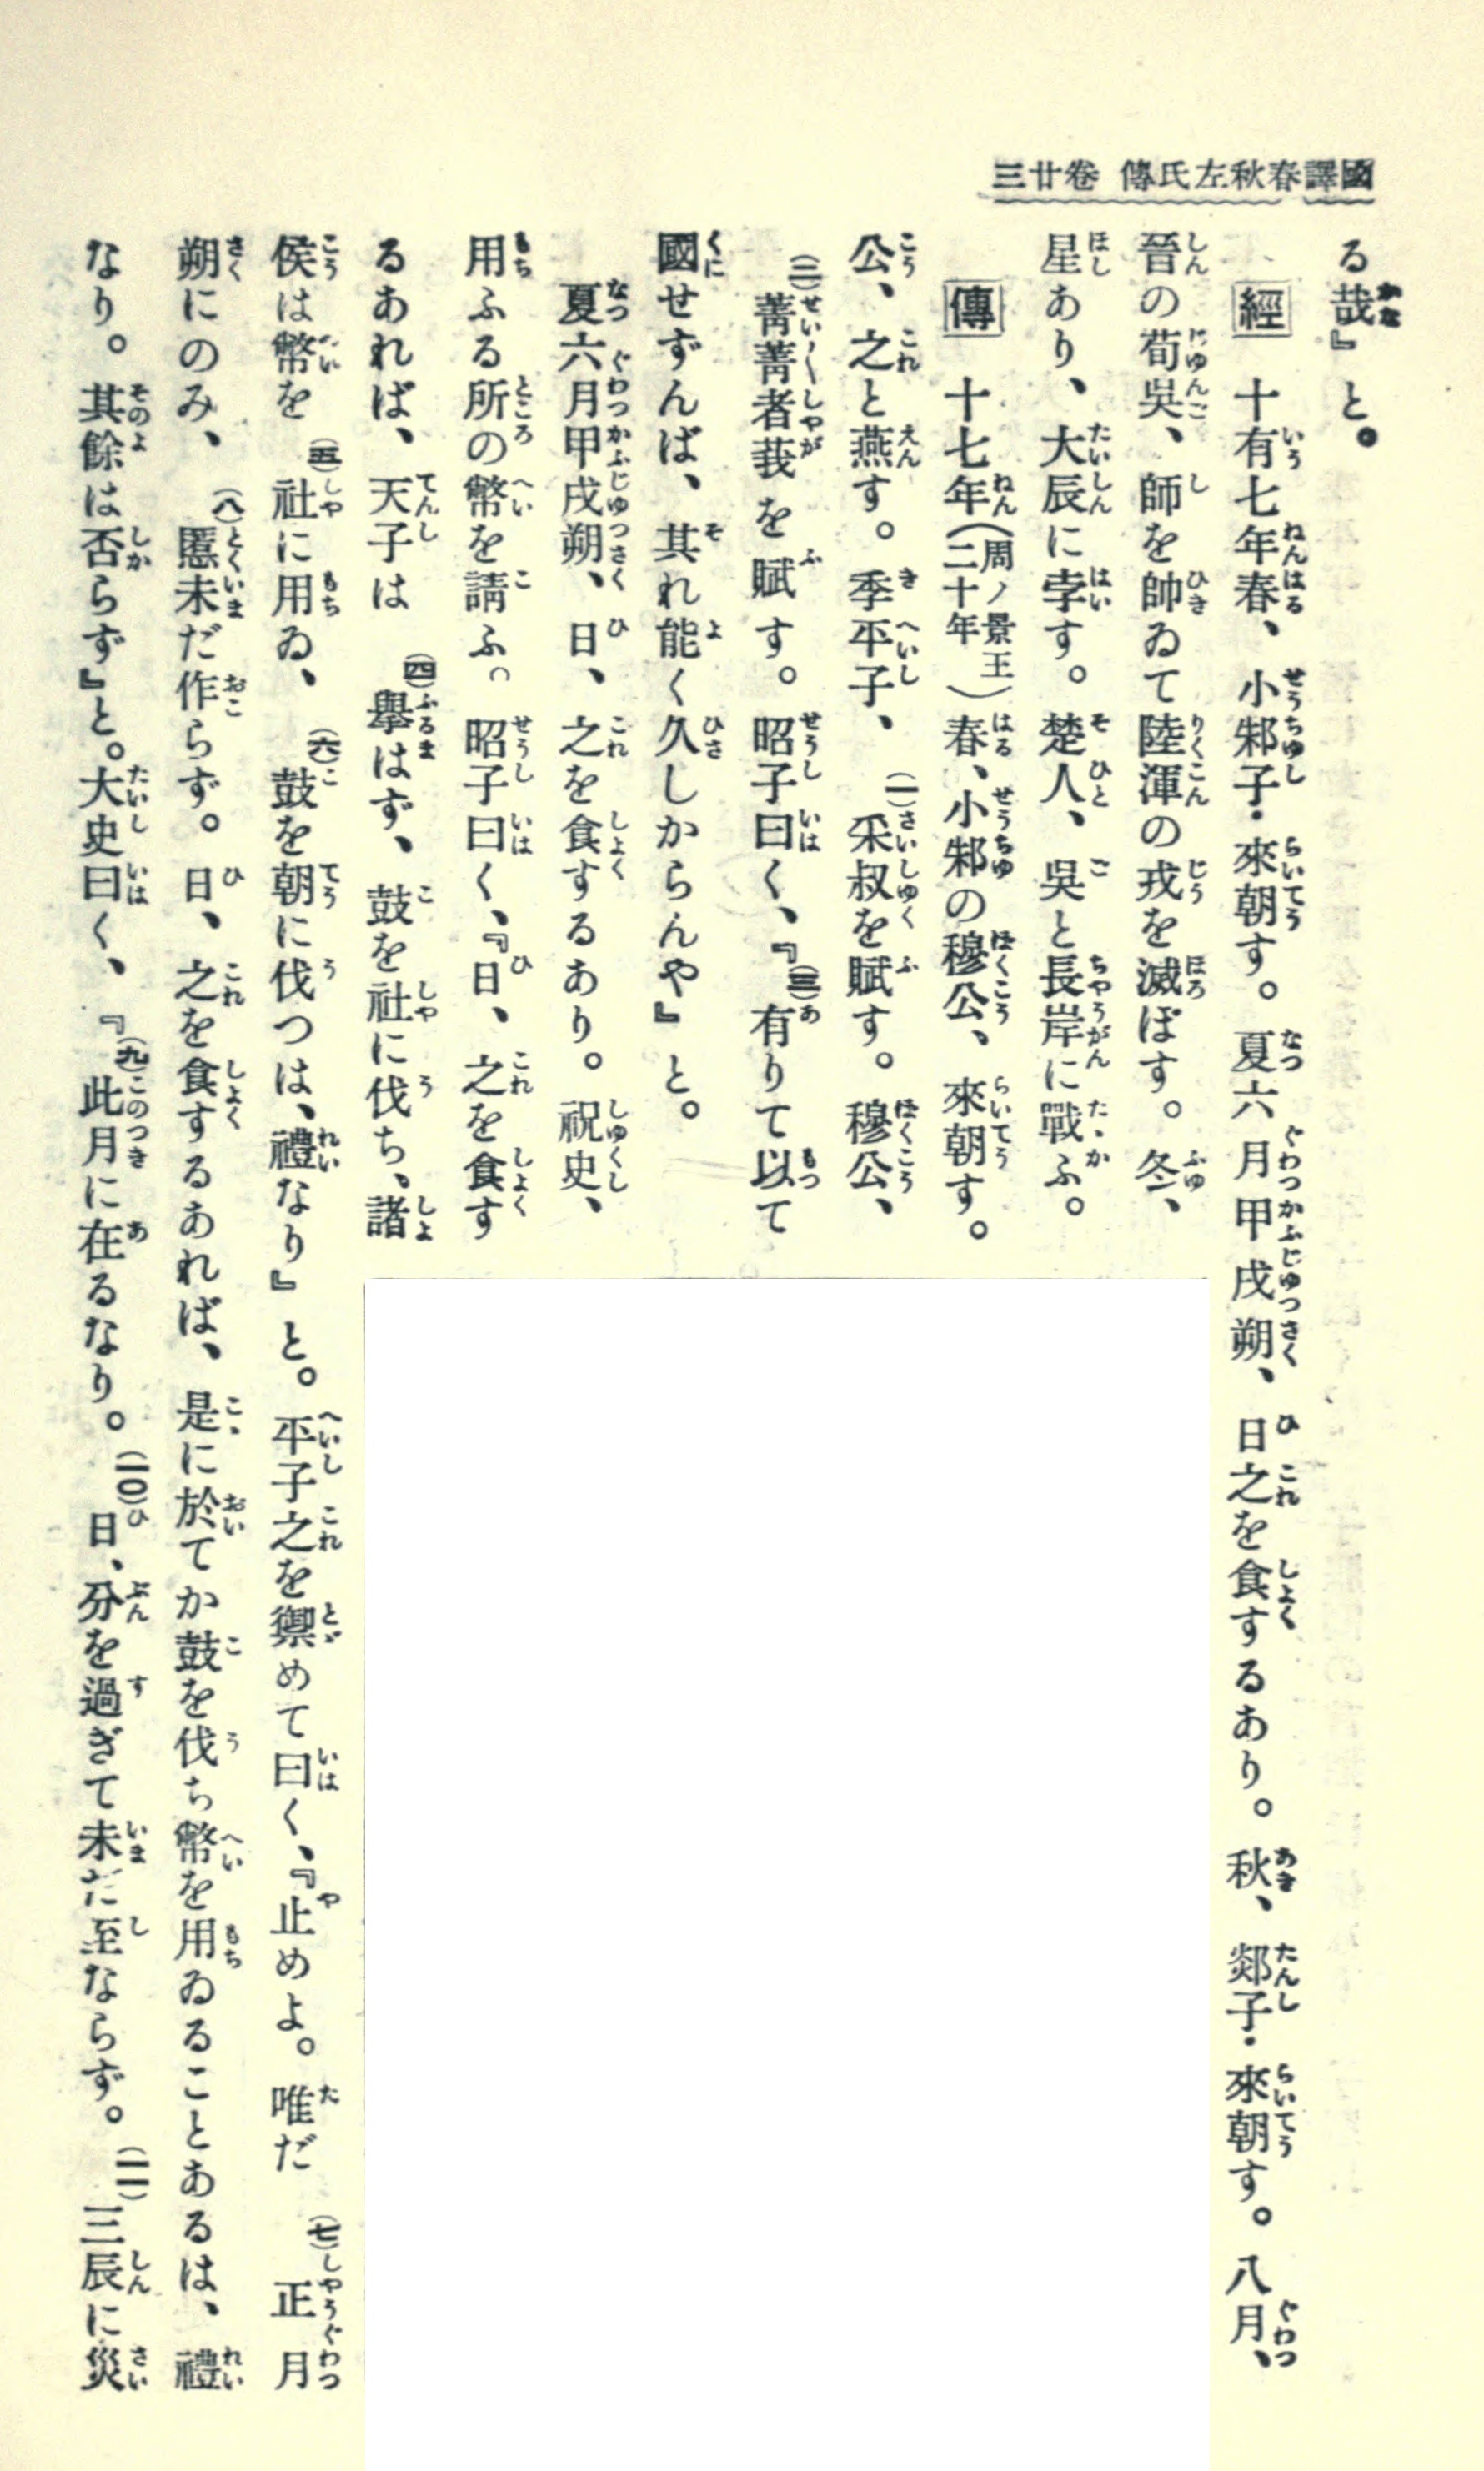 國譯春秋左氏傳 卷廿三
る哉』と。
經 十有七年春、小邾子・來朝す。夏六月甲戌朔、日之を食するあり。秋、郯子・來朝す。八月、
晉の荀吳、師を帥ゐて陸渾の戎を滅ぼす。冬、
星あり、大辰に孛す。楚人、吳と長岸に戰ふ。
傳 十七年(周ノ景王二十年)春、小邾の穆公、來朝す。
公、之と燕す。季平子、(一)采叔を賦す。穆公、
(二)菁菁者莪を賦す。昭子曰く、『(三)有りて以て
國せずんば、其れ能く久しからんや』と。
夏六月甲戌朔、日、之を食するあり。祝史、
用ふる所の幣を請ふ。昭子曰く、『日、之を食す
るあれば、天子は(四)擧はず、鼓を社に伐ち、諸
侯は幣を(五)社に用ゐ、(六)鼓を朝に伐つは、禮なり』と。平子之を禦めて曰く、『止めよ。唯だ(七)正月
朔にのみ、(八)慝未だ作らず。日、之を食するあれば、是に於てか鼓を伐ち幣を用ゐることあるは、禮
なり。其餘は否らず』と。大史曰く、『(九)此月に在るなり。(一〇)日、分を過ぎて未だ至ならず。(一一)三辰に災